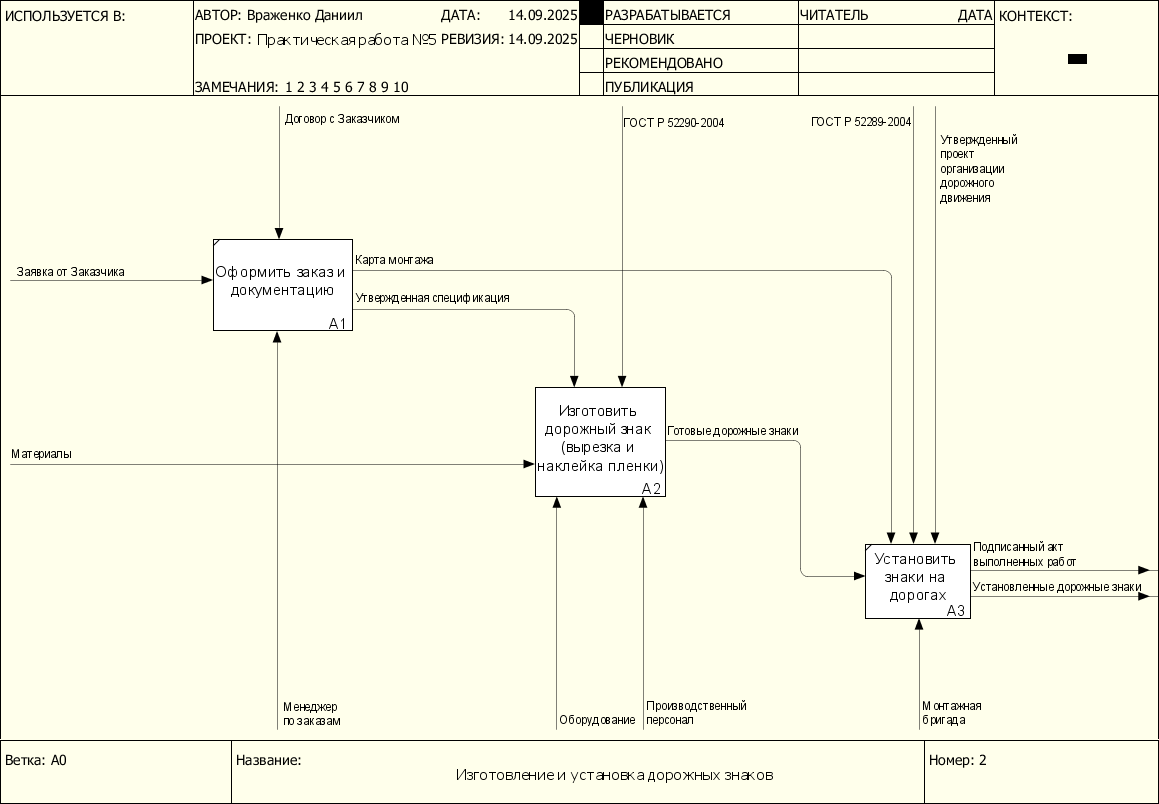 ИСПОЛЬЗУЕТСЯ В:
АВТОР: Враженко Даниил
ДАТА: 14.09.2025
ПРОЕКТ: Практическая работа №5
РЕВИЗИЯ: 14.09.2025
ЗАМЕЧАНИЯ: 1 2 3 4 5 6 7 8 9 10
РАЗРАБАТЫВАЕТСЯ
ЧЕРНОВИК
РЕКОМЕНДОВАНО
ПУБЛИКАЦИЯ
ЧИТАТЕЛЬ
ДАТА
КОНТЕКСТ:
Договор с Заказчиком
ГОСТ Р 52290-2004
ГОСТ Р 52289-2004
Утвержденный
проект
организации
дорожного
движения
Заявка от Заказчика
Оформить заказ и
документацию
A1
Карта монтажа
Утвержденная спецификация
Материалы
Изготовить
дорожный знак
(вырезка и
наклейка пленки)
A2
Готовые дорожные знаки
Установить
знаки на
дорогах
A3
Подписанный акт
выполненных работ
Установленные дорожные знаки
Менеджер
по заказам
Оборудование
Производственный
персонал
Монтажная
бригада
Ветка: A0
Название:
Изготовление и установка дорожных знаков
Номер: 2